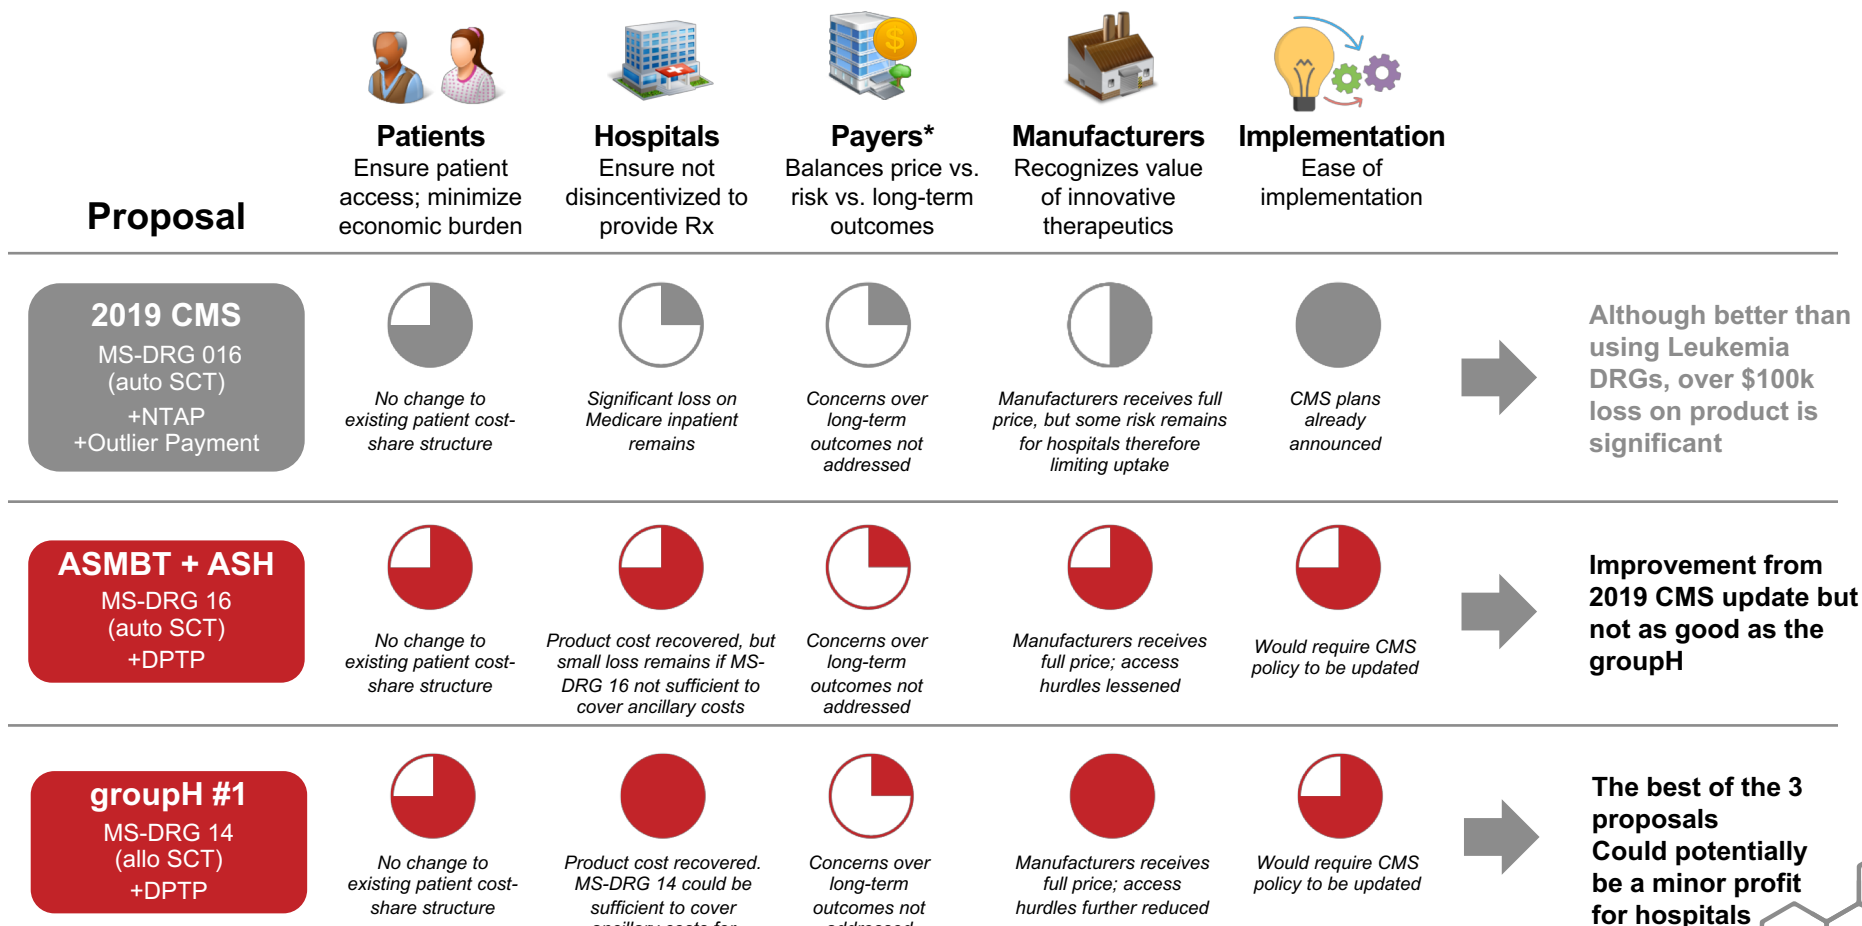 Proposal
Patients
Ensure patient
access; minimize
economic burden
Hospitals
Ensure not
disincentivized to
provide Rx
Payers*
Balances price vs.
risk vs. long-term
outcomes
Manufacturers
Recognizes value
of innovative
therapeutics
Implementation
Ease of
implementation
2019 CMS
MS-DRG 016
(auto SCT)
+NTAP
+Outlier Payment
No change to
existing patient cost-
share structure
Significant loss on
Medicare inpatient
remains
Concerns over
long-term
outcomes not
addressed
Manufacturers receives full
price, but some risk remains
for hospitals therefore
limiting uptake
CMS plans
already
announced
Although better than
using Leukemia
DRGs, over $100k
loss on product is
significant
ASMBT + ASH
MS-DRG 16
(auto SCT)
+DPTP
No change to
existing patient cost-
share structure
Product cost recovered, but
small loss remains if MS-
DRG 16 not sufficient to
cover ancillary costs
Concerns over
long-term
outcomes not
addressed
Manufacturers receives
full price; access
hurdles lessened
Would require CMS
policy to be updated
Improvement from
2019 CMS update but
not as good as the
groupH
groupH #1
MS-DRG 14
(allo SCT)
+DPTP
No change to
existing patient cost-
share structure
Product cost recovered.
MS-DRG 14 could be
sufficient to cover
ancillary costs for
Concerns over
long-term
outcomes not
addressed
Manufacturers receives
full price; access
hurdles further reduced
Would require CMS
policy to be updated
The best of the 3
proposals
Could potentially
be a minor profit
for hospitals